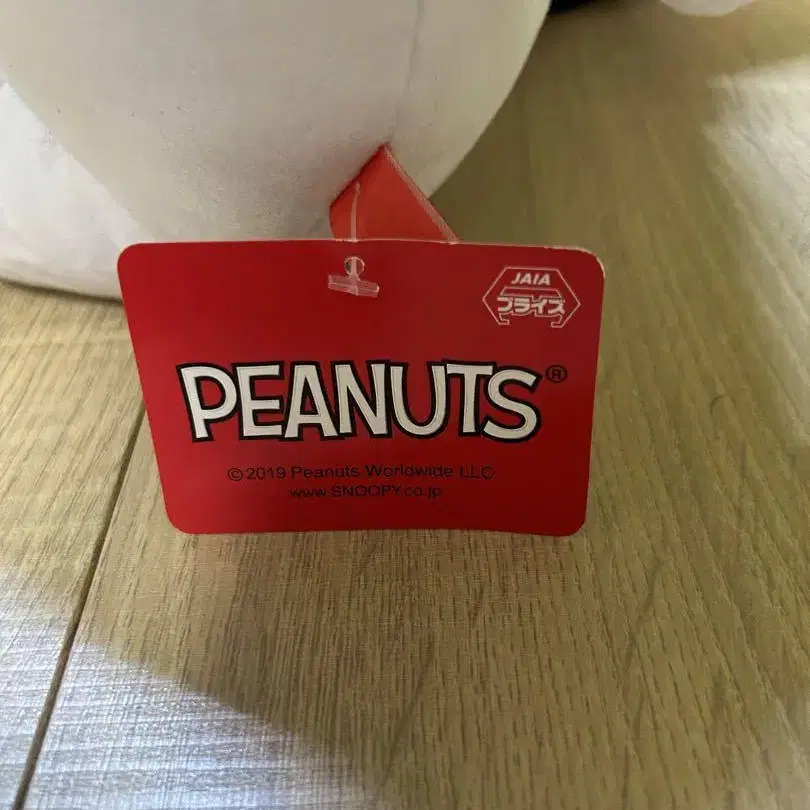 JAIA
プライズ
PEANUTS®
©2019 Peanuts Worldwide LLC
www.SNOOPY.co.jp